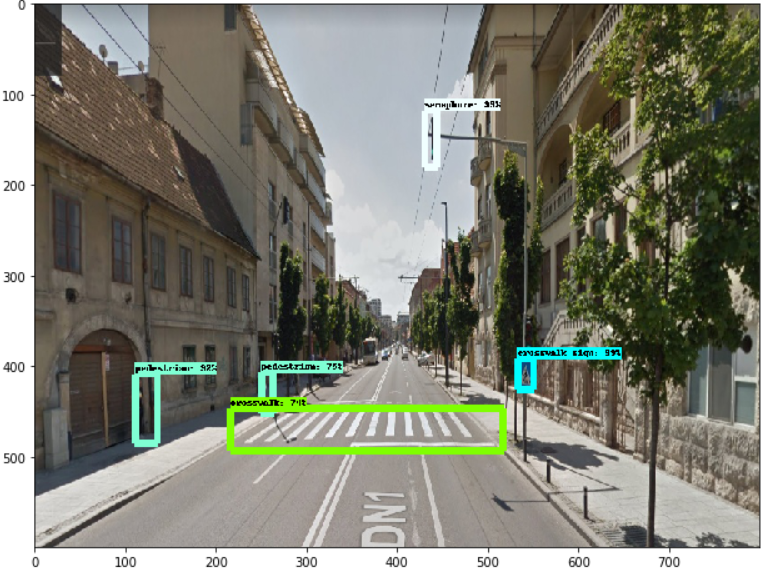 0
100
semaphore: 99%
200
300
crosswalk sign: 99%
pedestrian: 92%
pedestrian: 75%
400
crosswalk: 74%
500
DN1
0 100 200 300 400 500 600 700